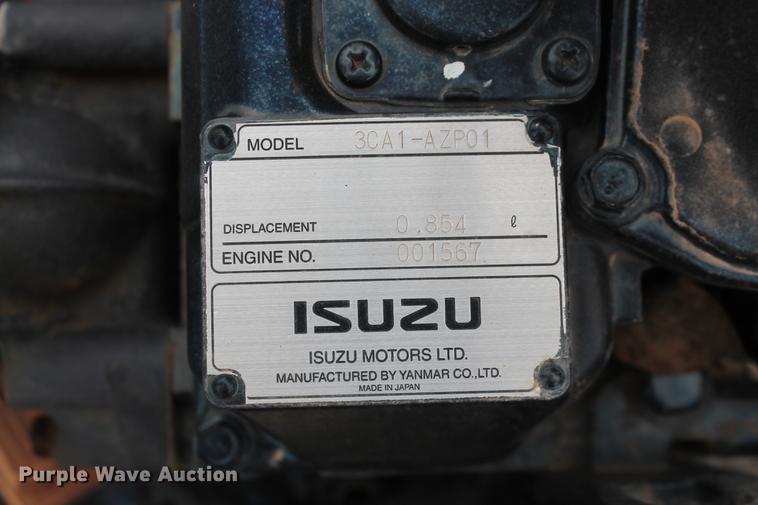 MODEL 3CA1-AZP01
DISPLACEMENT 0.854 ℓ
ENGINE NO. 001567
ISUZU
ISUZU MOTORS LTD.
MANUFACTURED BY YANMAR CO.,LTD.
MADE IN JAPAN
Purple Wave Auction